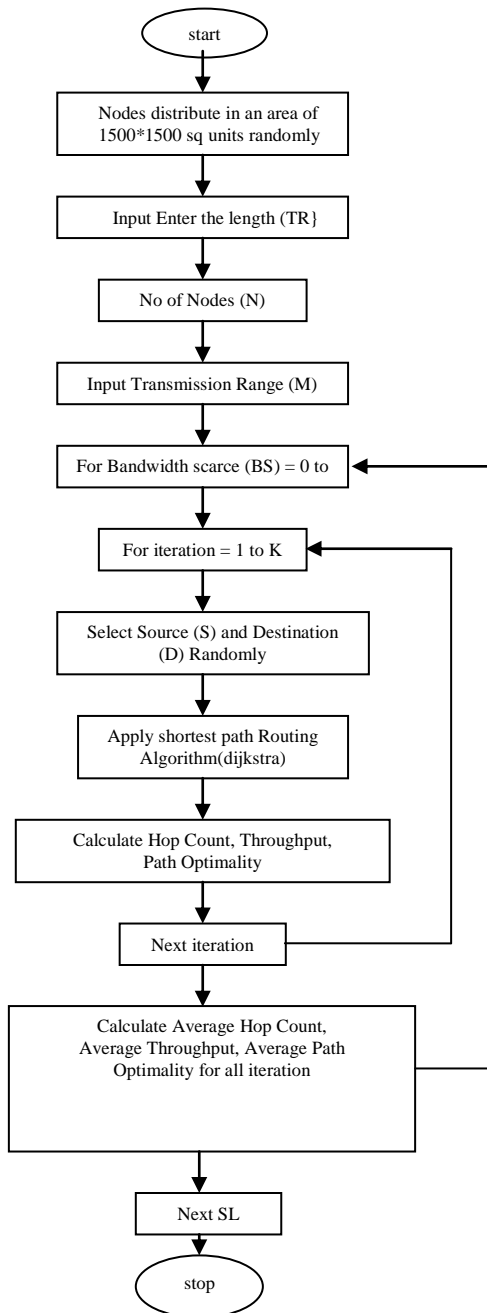 start
Nodes distribute in an area of
1500*1500 sq units randomly
Input Enter the length (TR}
No of Nodes (N)
Input Transmission Range (M)
For Bandwidth scarce (BS) = 0 to
For iteration = 1 to K
Select Source (S) and Destination
(D) Randomly
Apply shortest path Routing
Algorithm(dijkstra)
Calculate Hop Count, Throughput,
Path Optimality
Next iteration
Calculate Average Hop Count,
Average Throughput, Average Path
Optimality for all iteration
Next SL
stop